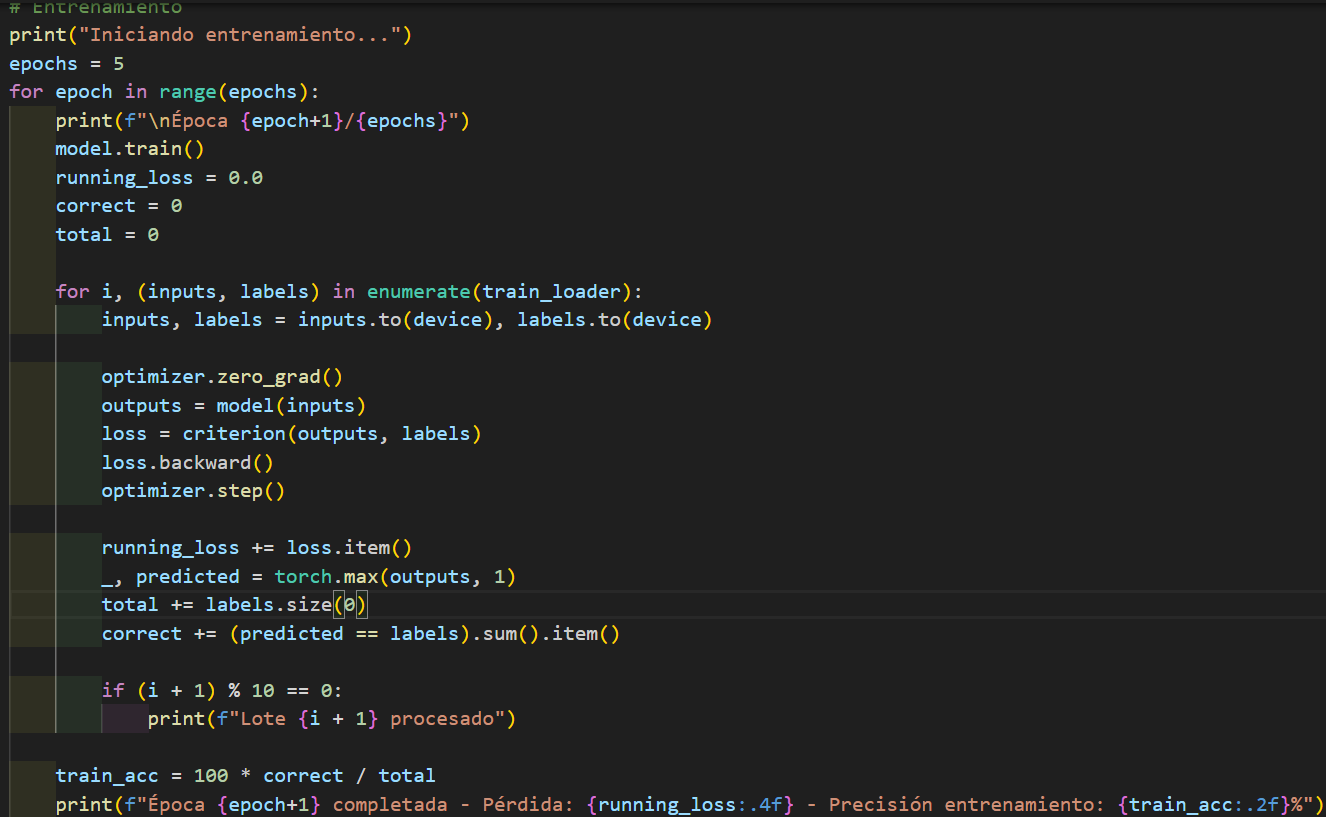 # Entrenamiento
print("Iniciando entrenamiento...")
epochs = 5
for epoch in range(epochs):
    print(f"\nÉpoca {epoch+1}/{epochs}")
    model.train()
    running_loss = 0.0
    correct = 0
    total = 0

    for i, (inputs, labels) in enumerate(train_loader):
        inputs, labels = inputs.to(device), labels.to(device)

        optimizer.zero_grad()
        outputs = model(inputs)
        loss = criterion(outputs, labels)
        loss.backward()
        optimizer.step()

        running_loss += loss.item()
        _, predicted = torch.max(outputs, 1)
        total += labels.size(0)
        correct += (predicted == labels).sum().item()

        if (i + 1) % 10 == 0:
            print(f"Lote {i + 1} procesado")

    train_acc = 100 * correct / total
    print(f"Época {epoch+1} completada - Pérdida: {running_loss:.4f} - Precisión entrenamiento: {train_acc:.2f}%")